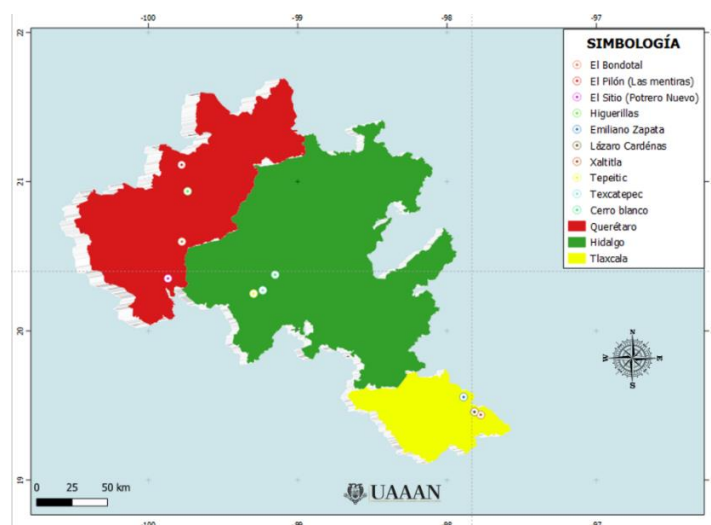 -100 -99 -98 -97
22
21
20
19
SIMBOLOGÍA
El Bondotal
El Pilón (Las mentiras)
El Sitio (Potrero Nuevo)
Higuerillas
Emiliano Zapata
Lázaro Cardénas
Xaltitla
Tepeitic
Texcatepec
Cerro blanco
Querétaro
Hidalgo
Tlaxcala
N
W E
S
0 25 50 km
UAAAN
-100 -99 -98 -97